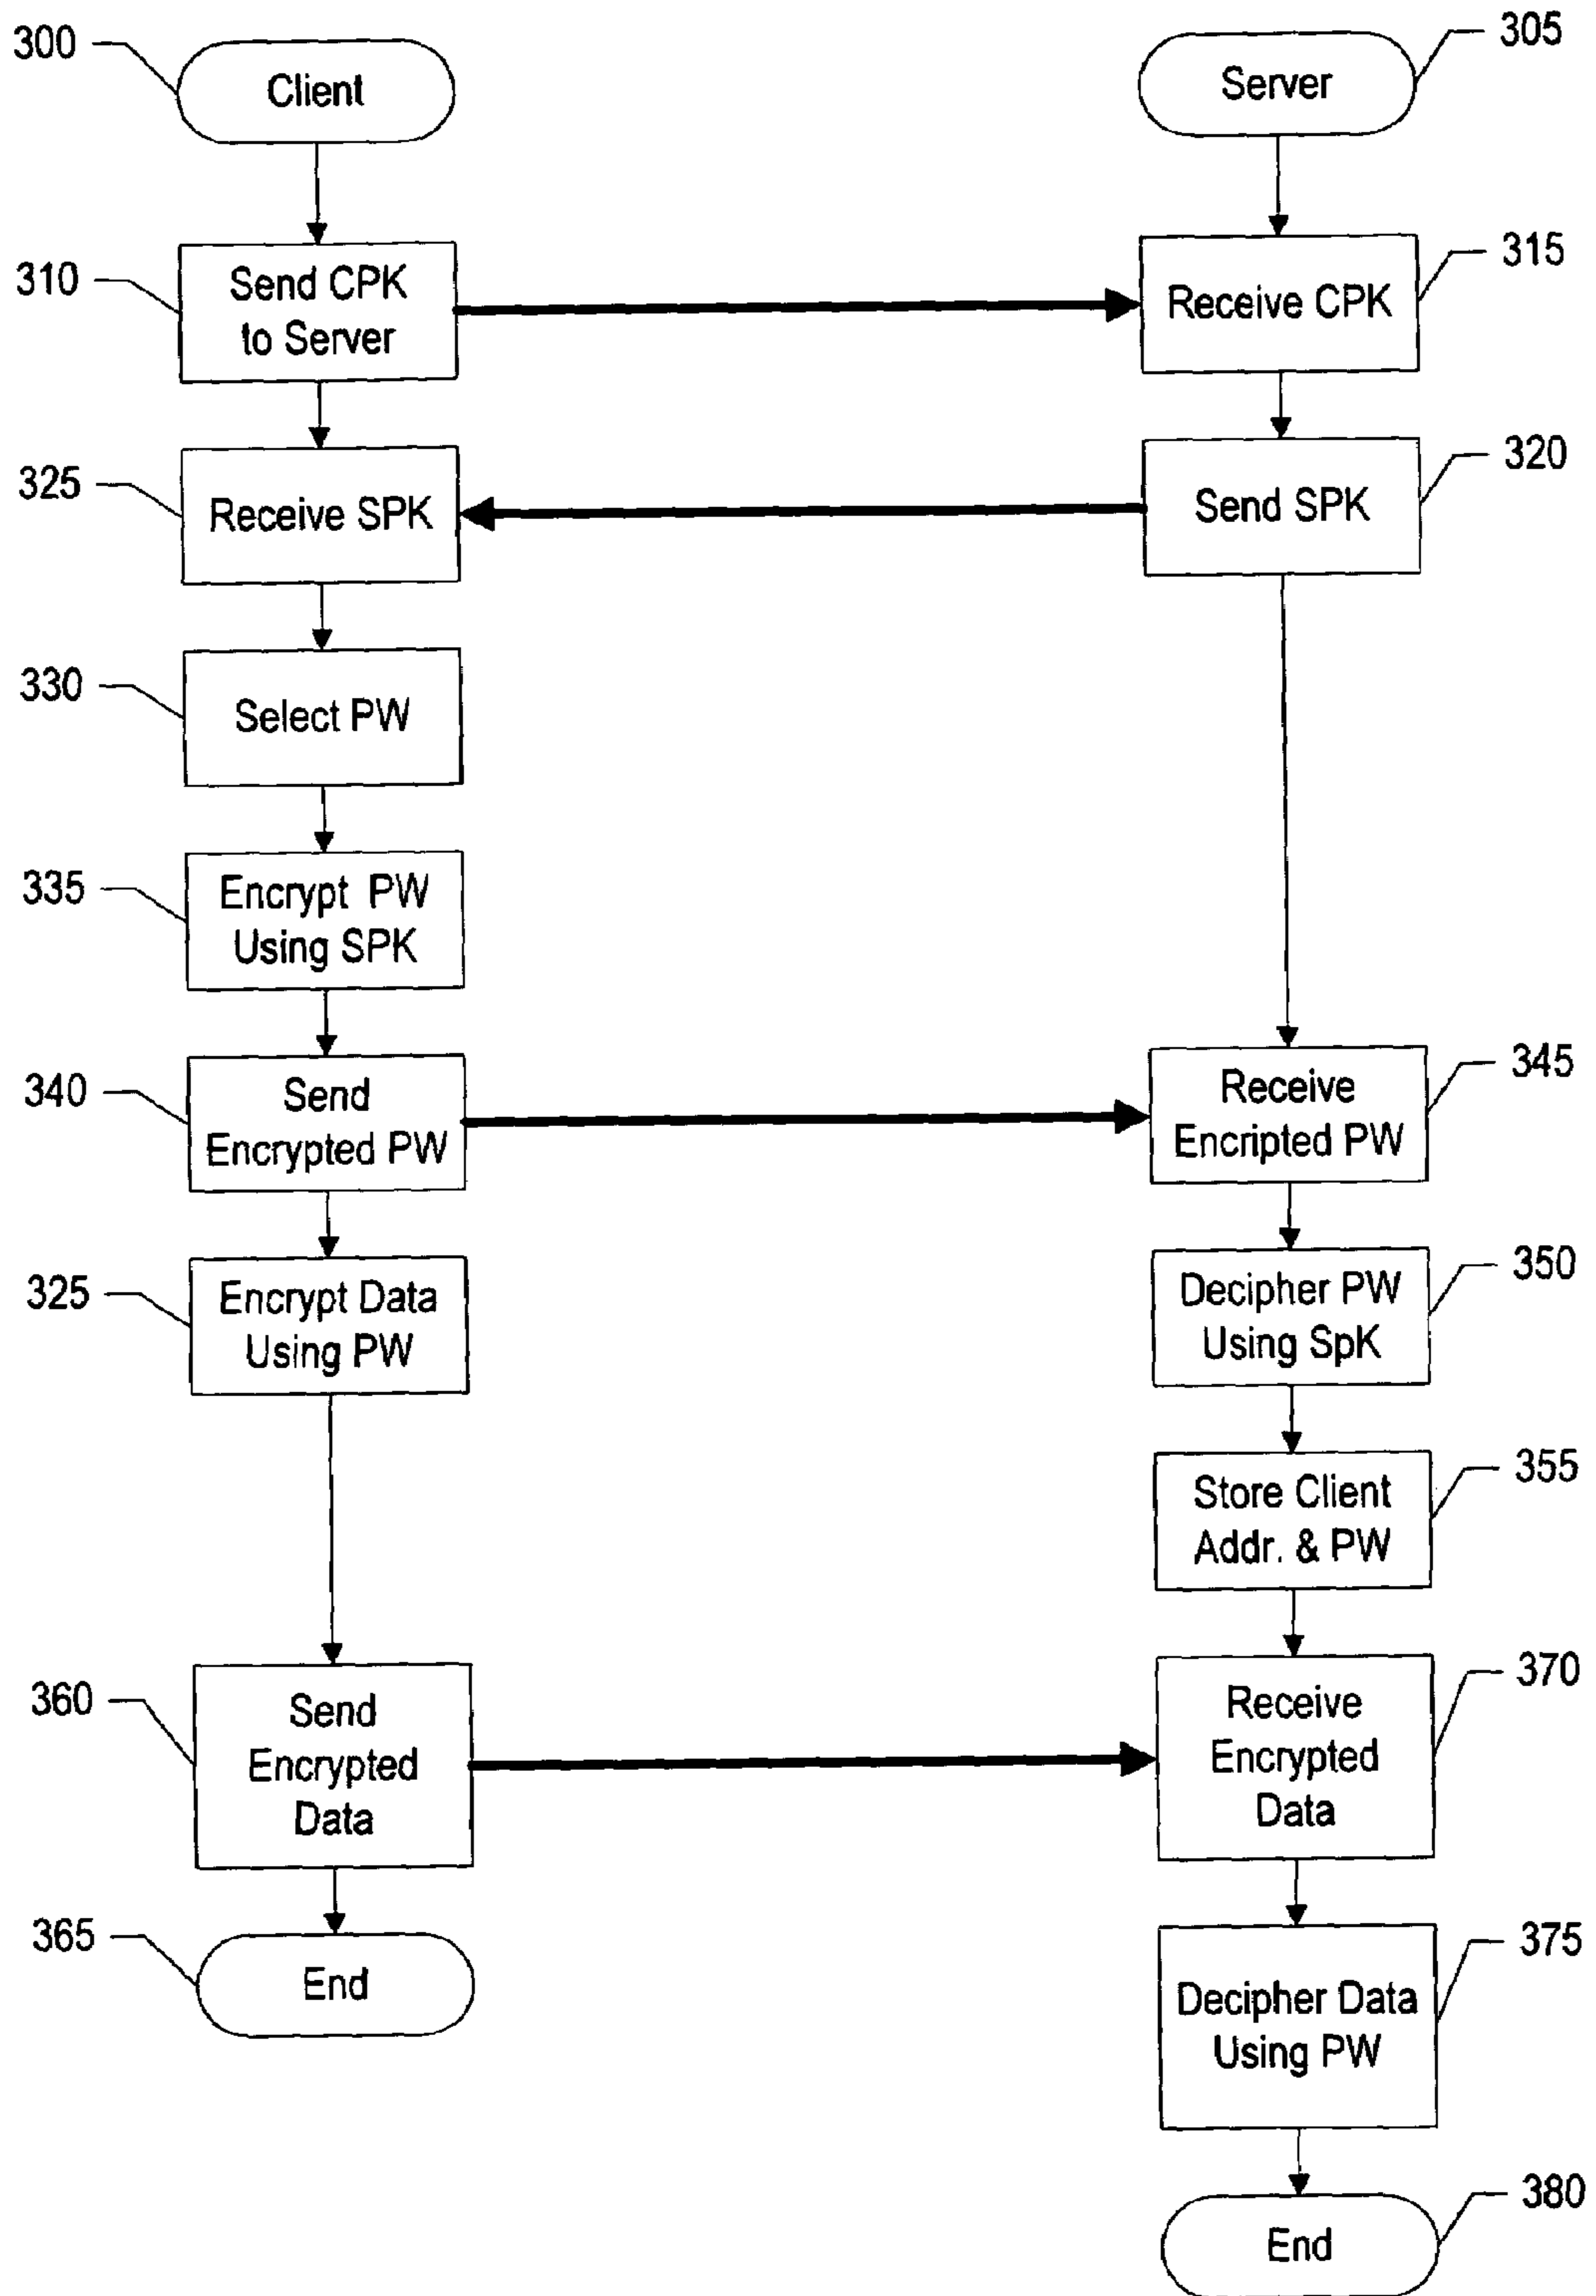 300
Client
305
Server
310
Send CPK
to Server
315
Receive CPK
325
Receive SPK
320
Send SPK
330
Select PW
335
Encrypt PW
Using SPK
340
Send
Encrypted PW
345
Receive
Encripted PW
325
Encrypt Data
Using PW
350
Decipher PW
Using SpK
355
Store Client
Addr. & PW
360
Send
Encrypted
Data
370
Receive
Encrypted
Data
365
End
375
Decipher Data
Using PW
380
End